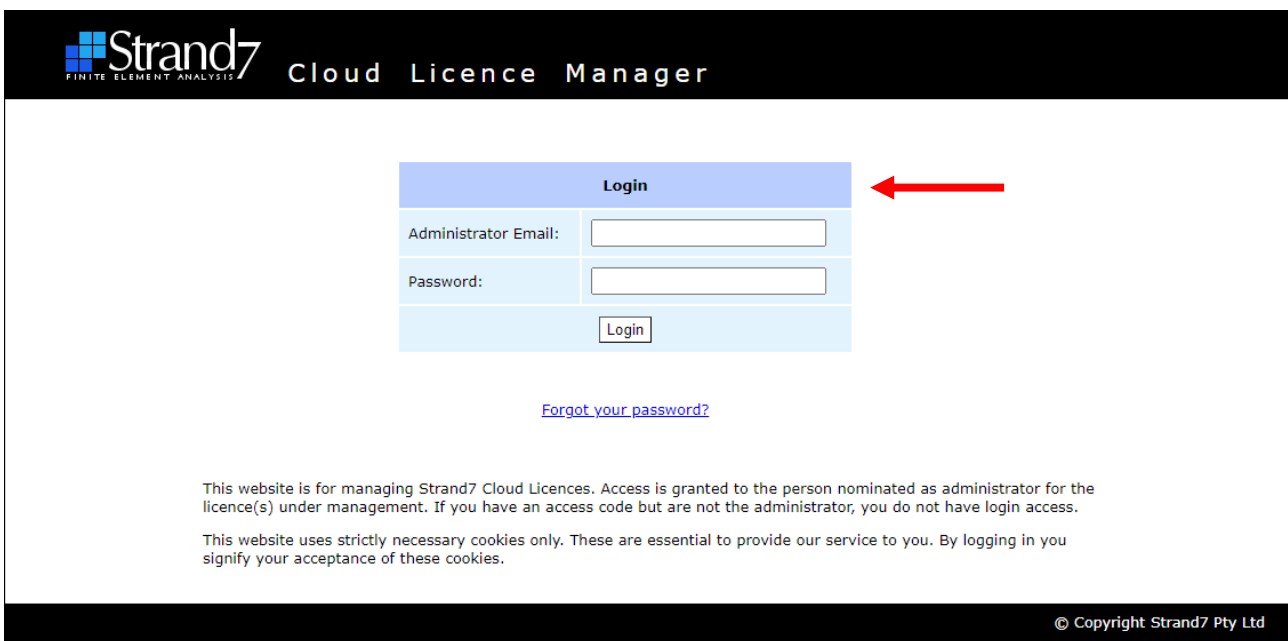 Strand7
FINITE ELEMENT ANALYSIS
Cloud Licence Manager
Login
Administrator Email:
Password:
Login
Forgot your password?
This website is for managing Strand7 Cloud Licences. Access is granted to the person nominated as administrator for the
licence(s) under management. If you have an access code but are not the administrator, you do not have login access.
This website uses strictly necessary cookies only. These are essential to provide our service to you. By logging in you
signify your acceptance of these cookies.
© Copyright Strand7 Pty Ltd